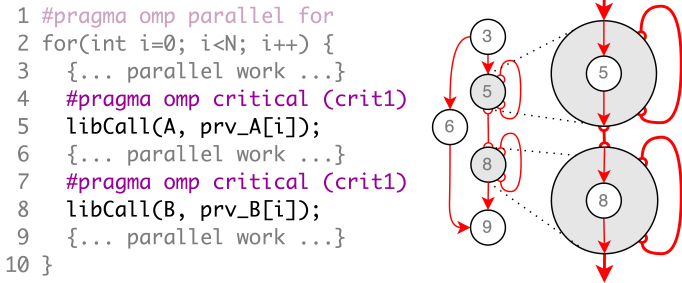 1 #pragma omp parallel for
2 for(int i=0; i<N; i++) {
3 {... parallel work ...}
4 #pragma omp critical (crit1)
5 libCall(A, prv_A[i]);
6 {... parallel work ...}
7 #pragma omp critical (crit1)
8 libCall(B, prv_B[i]);
9 {... parallel work ...}
10 }
3
5
6
8
9
5
8